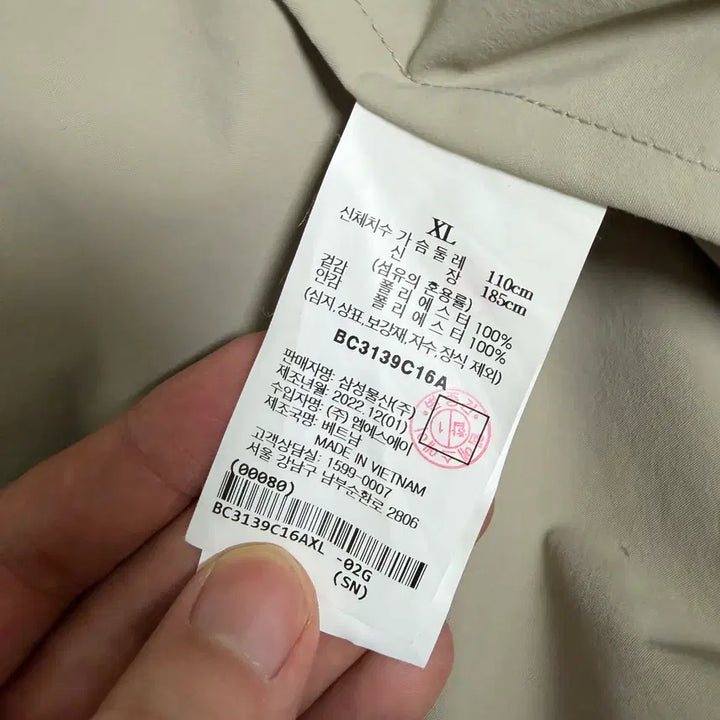 XL
신체치수 가 슴 둘 레 110cm
신 장 185cm
(섬유의 혼용률)
겉감 폴 리 에 스 터 100%
안감 폴 리 에 스 터 100%
(심지,상표,보강재,자수,장식 제외)
BC3139C16A
판매자명: 삼성물산(주)
제조년월: 2022.12(01)
수입자명: (주) 엠에스에이
제조국명: 베트남
MADE IN VIETNAM
고객상담실: 1599-0007
서울 강남구 남부순환로 2806
(00080)
BC3139C16AXL -02G
(SN)